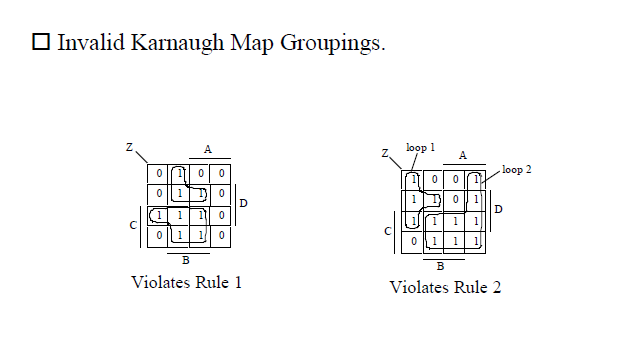 Invalid Karnaugh Map Groupings.
Z A
0 1 0 0
0 1 1 0
1 1 1 0
0 1 1 0
C
D
B
Violates Rule 1
Z loop 1 A
loop 2
1 0 0 1
1 1 0 1
1 1 1 1
0 1 1 1
C
D
B
Violates Rule 2